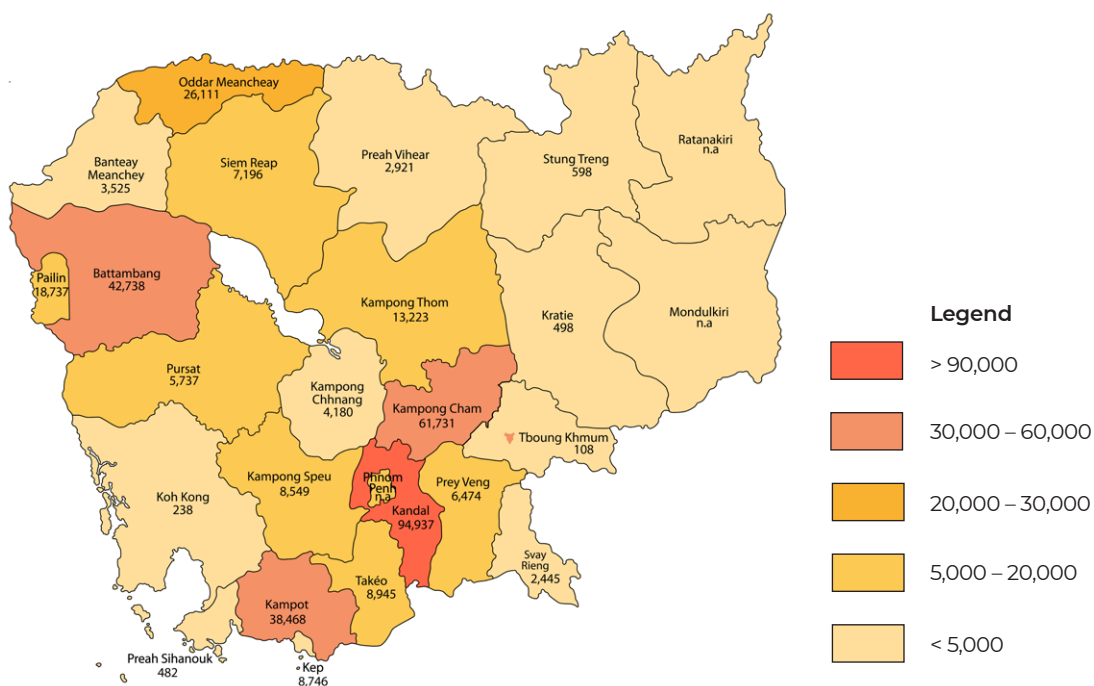 Oddar Meancheay
26,111
Banteay
Meanchey
3,525
Siem Reap
7,196
Preah Vihear
2,921
Stung Treng
598
Ratanakiri
n.a
Pailin
18,737
Battambang
42,738
Kampong Thom
13,223
Kratie
498
Mondulkiri
n.a
Pursat
5,737
Kampong
Chhnang
4,180
Kampong Cham
61,731
Tboung Khmum
108
Koh Kong
238
Kampong Speu
8,549
Phnom
Penh
n.a
Kandal
94,937
Prey Veng
6,474
Svay
Rieng
2,445
Takéo
8,945
Kampot
38,468
Preah Sihanouk
482
Kep
8,746
Legend
> 90,000
30,000 – 60,000
20,000 – 30,000
5,000 – 20,000
< 5,000